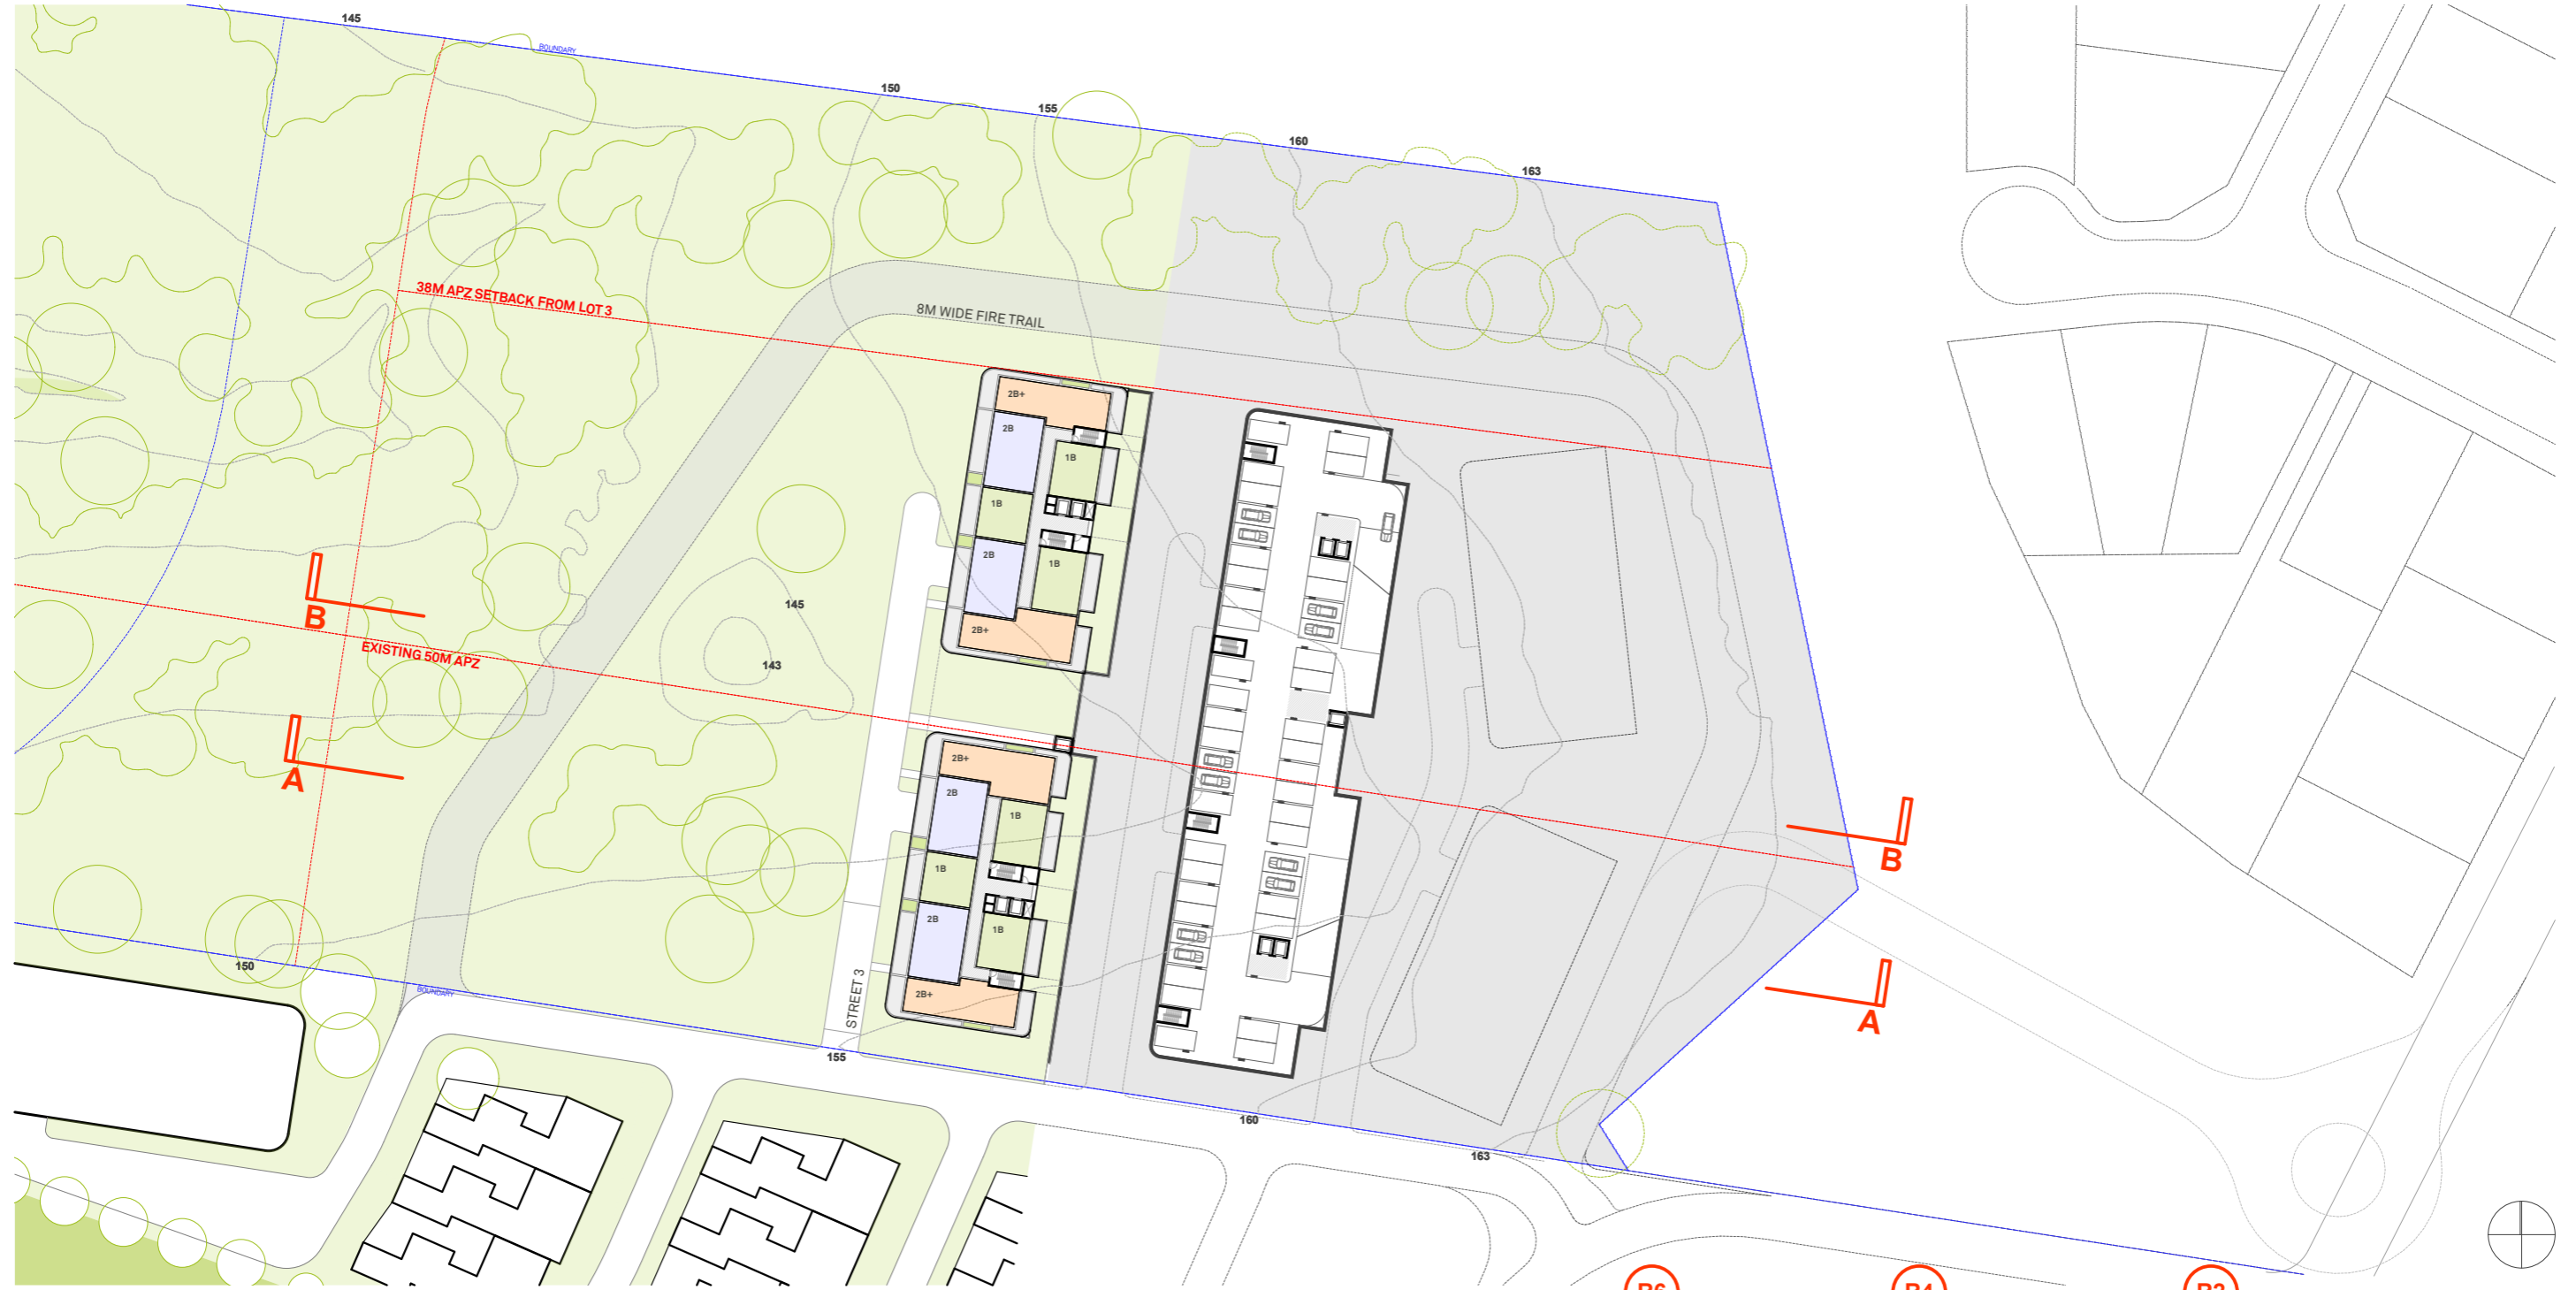 145
BOUNDARY
150
155
160
163
38M APZ SETBACK FROM LOT 3
8M WIDE FIRE TRAIL
2B+
2B
1B
1B
2B
1B
2B+
B
145
143
EXISTING 50M APZ
A
2B+
2B
1B
1B
2B
1B
2B+
B
A
150
BOUNDARY
STREET 3
155
160
163